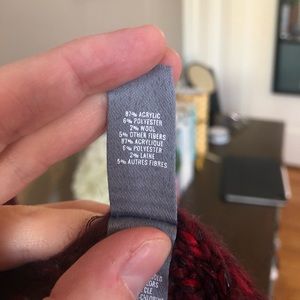 87% ACRYLIC
6% POLYESTER
2% WOOL
5% OTHER FIBERS
87% ACRYLIQUE
6% POLYESTER
2% LAINE
5% AUTRES FIBRES